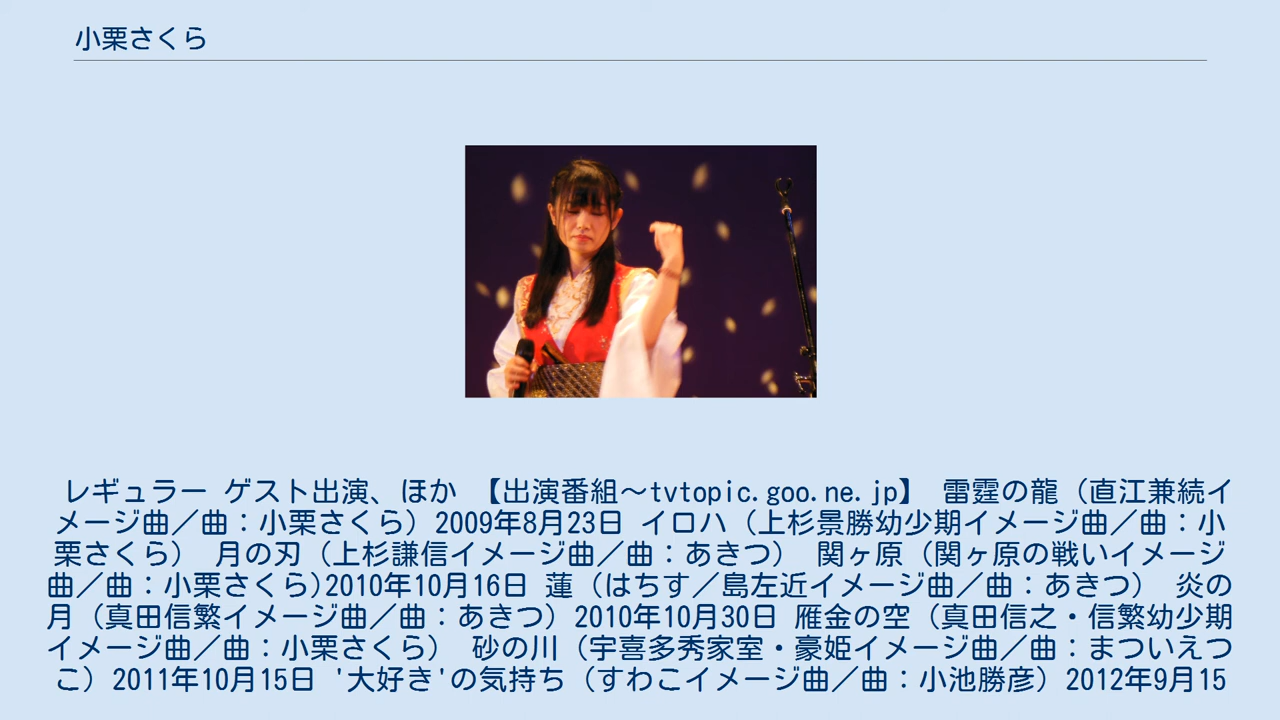 小栗さくら
レギュラー ゲスト出演、ほか 【出演番組～tvtopic.goo.ne.jp】 雷霆の龍（直江兼続イ
メージ曲／曲：小栗さくら）2009年8月23日 イロハ（上杉景勝幼少期イメージ曲／曲：小
栗さくら） 月の刃（上杉謙信イメージ曲／曲：あきつ） 関ヶ原（関ヶ原の戦いイメージ
曲／曲：小栗さくら)2010年10月16日 蓮（はちす／島左近イメージ曲／曲：あきつ） 炎の
月（真田信繁イメージ曲／曲：あきつ）2010年10月30日 雁金の空（真田信之・信繁幼少期
イメージ曲／曲：小栗さくら） 砂の川（宇喜多秀家室・豪姫イメージ曲／曲：まついえつ
こ）2011年10月15日 '大好き'の気持ち（すわこイメージ曲／曲：小池勝彦）2012年9月15